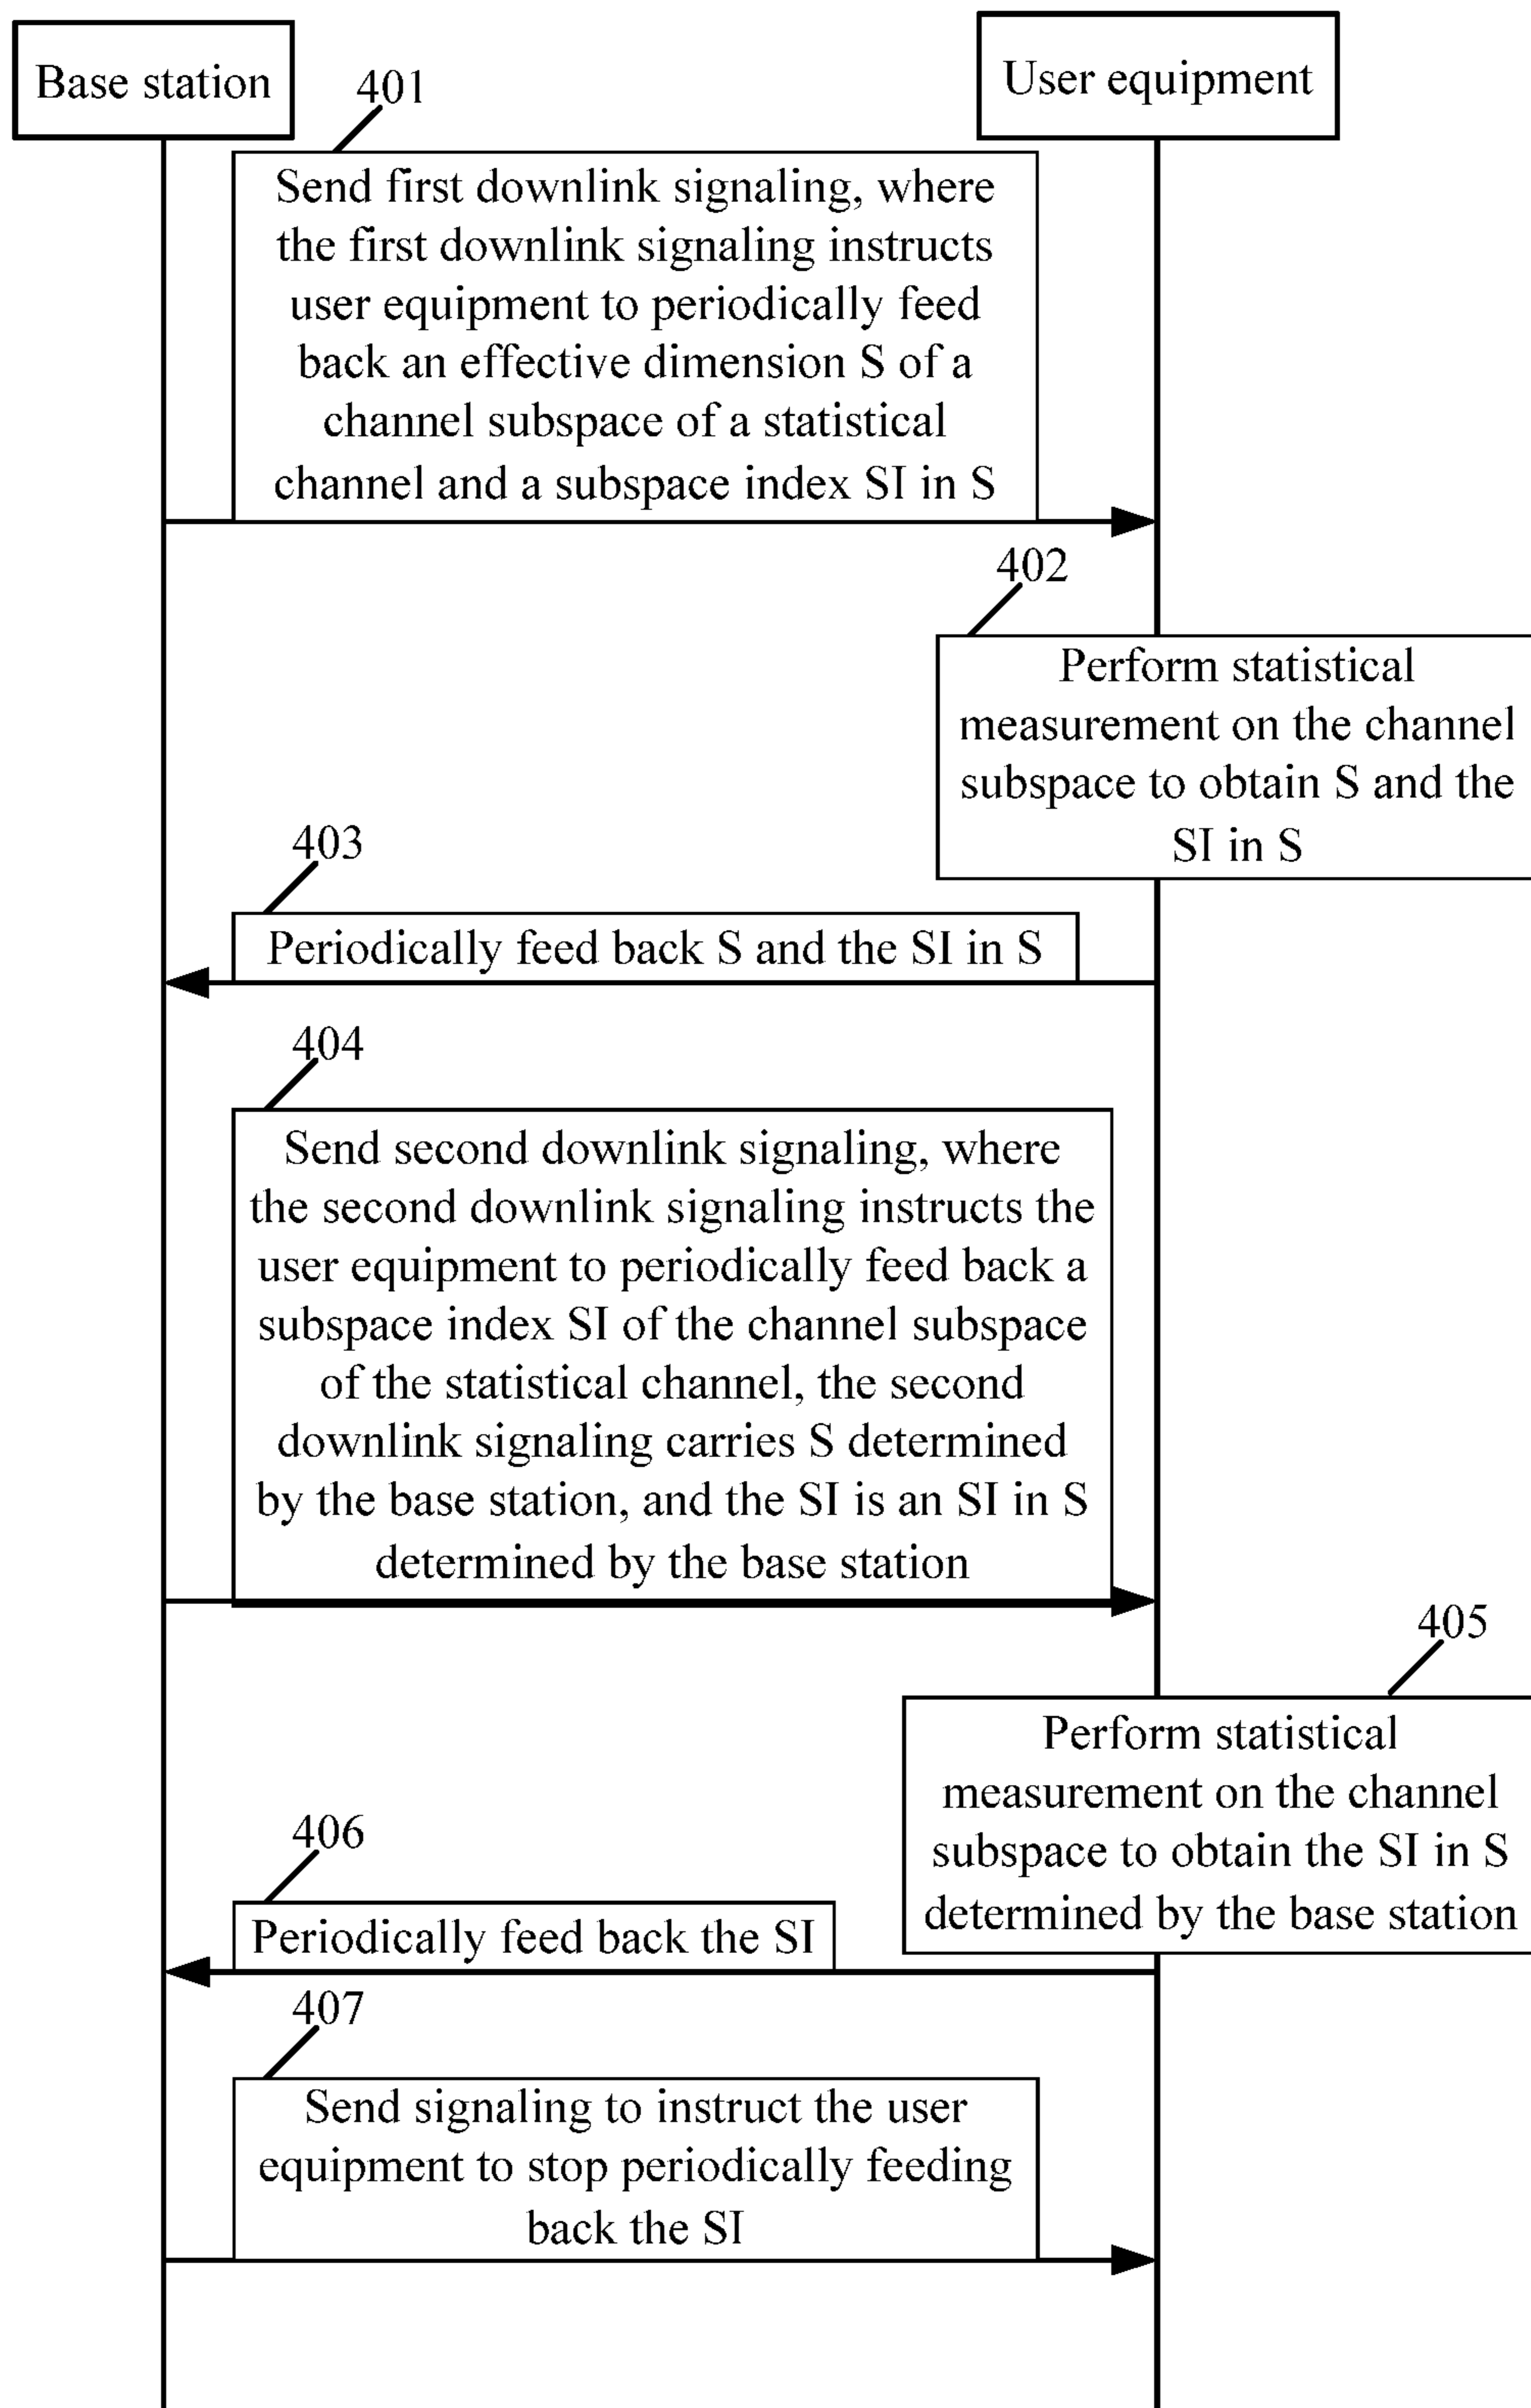 Base station
User equipment
401
Send first downlink signaling, where
the first downlink signaling instructs
user equipment to periodically feed
back an effective dimension S of a
channel subspace of a statistical
channel and a subspace index SI in S
402
Perform statistical
measurement on the channel
subspace to obtain S and the
SI in S
403
Periodically feed back S and the SI in S
404
Send second downlink signaling, where
the second downlink signaling instructs the
user equipment to periodically feed back a
subspace index SI of the channel subspace
of the statistical channel, the second
downlink signaling carries S determined
by the base station, and the SI is an SI in S
determined by the base station
405
Perform statistical
measurement on the channel
subspace to obtain the SI in S
determined by the base station
406
Periodically feed back the SI
407
Send signaling to instruct the user
equipment to stop periodically feeding
back the SI